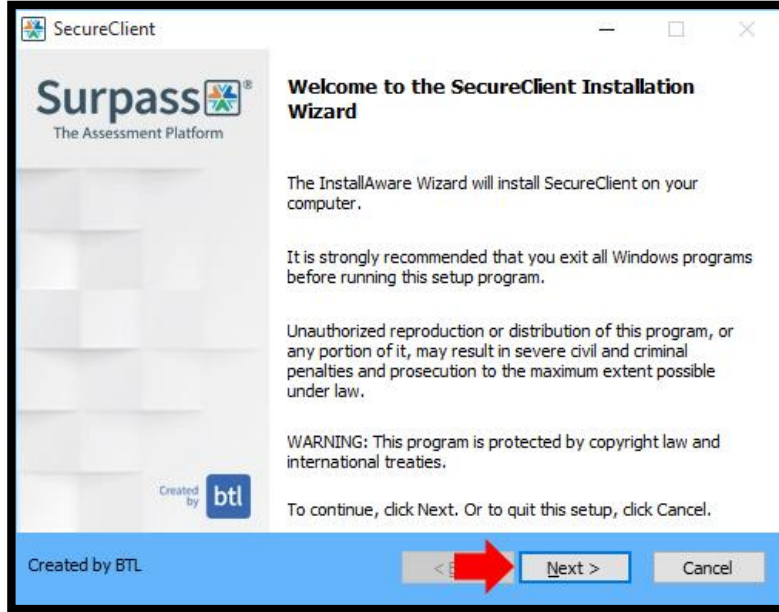 SecureClient
Surpass®
The Assessment Platform
Welcome to the SecureClient Installation
Wizard
The InstallAware Wizard will install SecureClient on your
computer.
It is strongly recommended that you exit all Windows programs
before running this setup program.
Unauthorized reproduction or distribution of this program, or
any portion of it, may result in severe civil and criminal
penalties and prosecution to the maximum extent possible
under law.
WARNING: This program is protected by copyright law and
international treaties.
Created
by btl
To continue, click Next. Or to quit this setup, click Cancel.
Created by BTL
< Next > Cancel